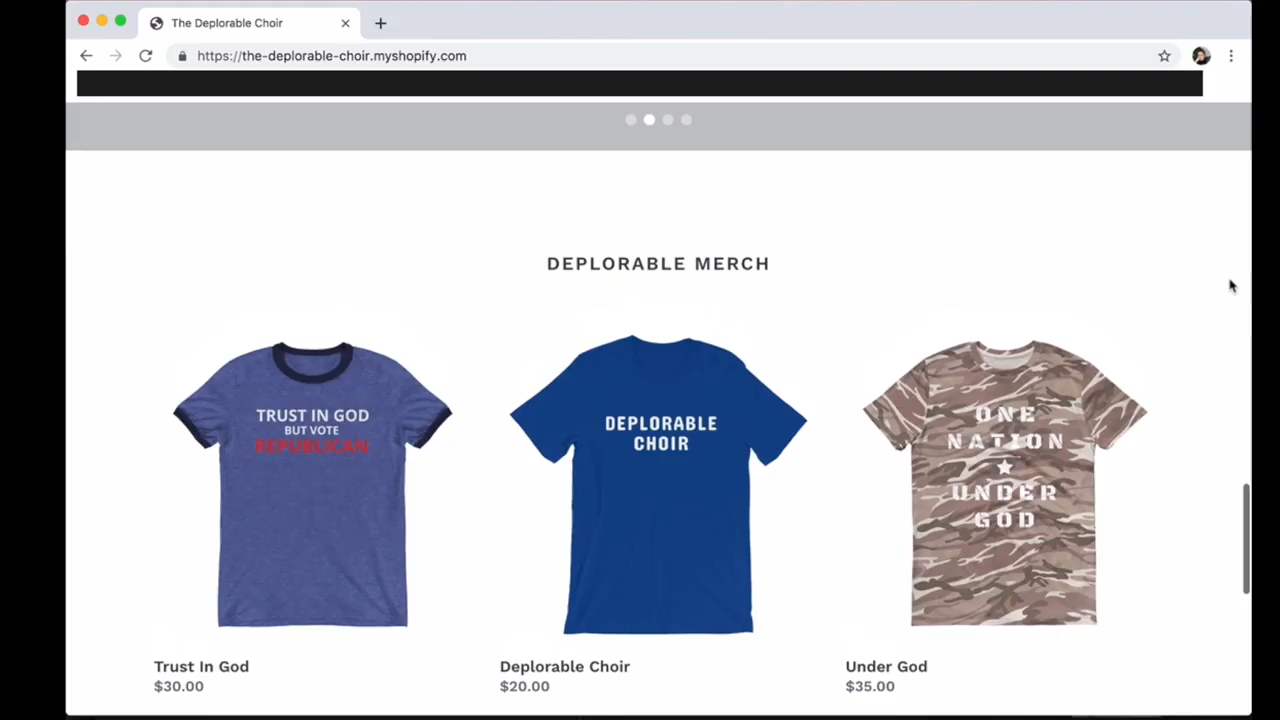 The Deplorable Choir
https://the-deplorable-choir.myshopify.com
DEPLORABLE MERCH
TRUST IN GOD
BUT VOTE
REPUBLICAN
DEPLORABLE
CHOIR
ONE
NATION
UNDER
GOD
Trust In God
$30.00
Deplorable Choir
$20.00
Under God
$35.00